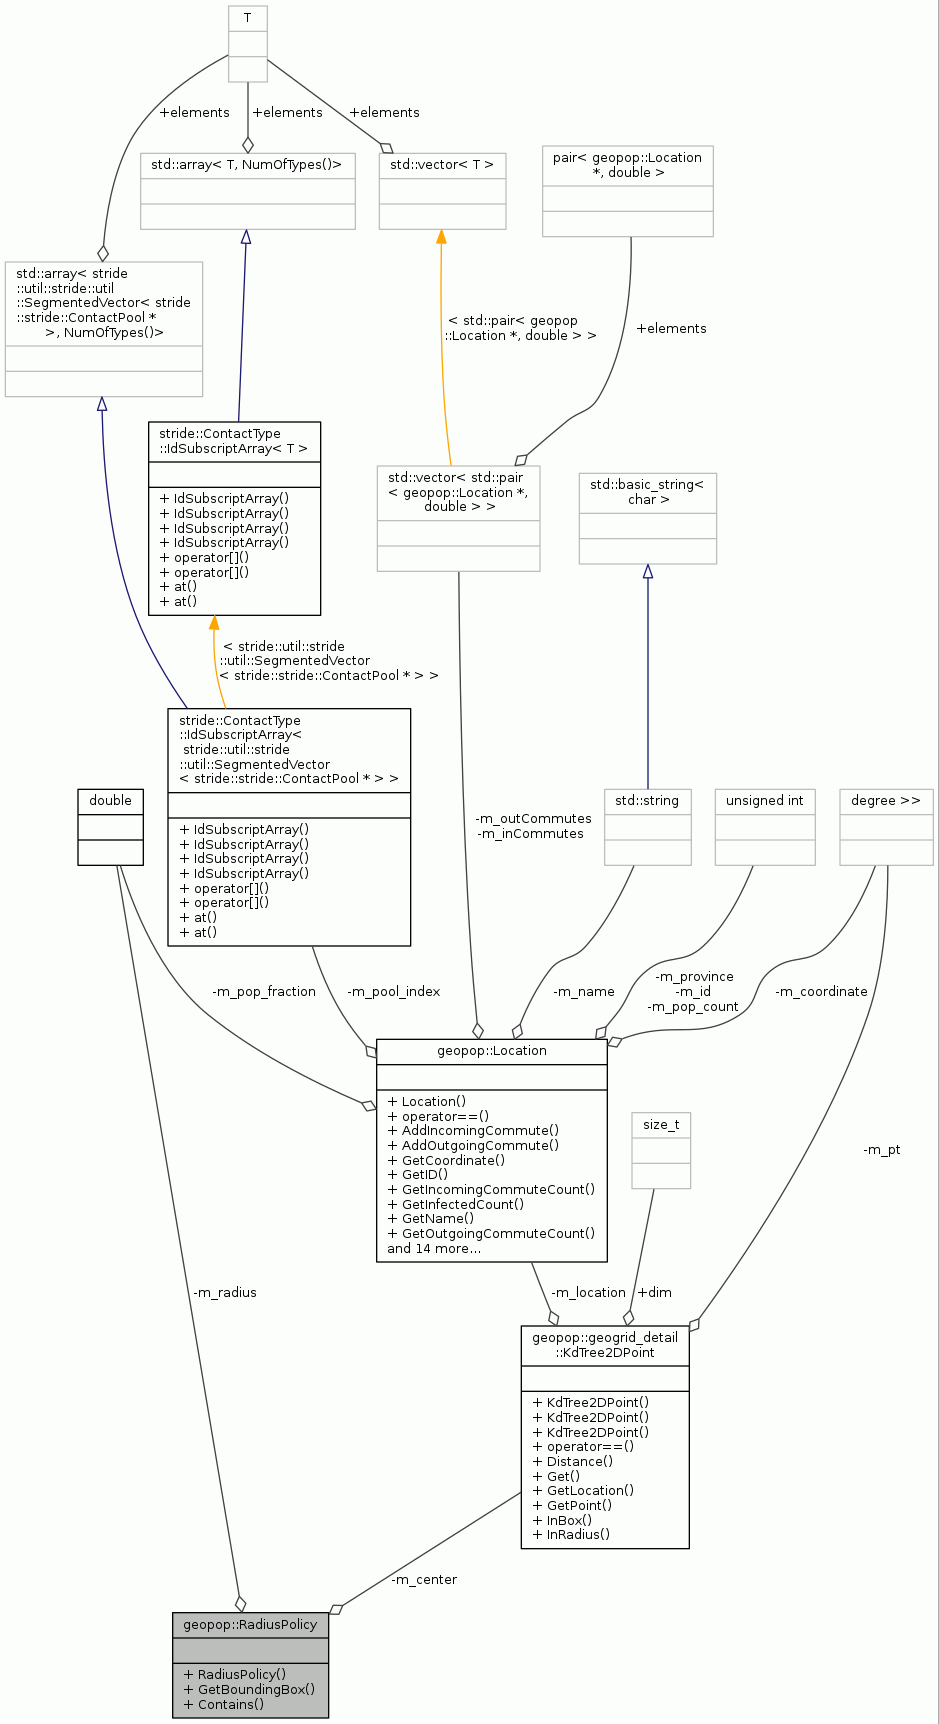 T
+elements
+elements
+elements
std::array< T, NumOfTypes()>
std::vector< T >
pair< geopop::Location
*, double >
std::array< stride
::util::stride::util
::SegmentedVector< stride
::stride::ContactPool *
>, NumOfTypes()>
< std::pair< geopop
::Location *, double > >
+elements
stride::ContactType
::IdSubscriptArray< T >
+ IdSubscriptArray()
+ IdSubscriptArray()
+ IdSubscriptArray()
+ IdSubscriptArray()
+ operator[]()
+ operator[]()
+ at()
+ at()
std::vector< std::pair
< geopop::Location *,
double > >
std::basic_string<
char >
< stride::util::stride
::util::SegmentedVector
< stride::stride::ContactPool * > >
stride::ContactType
::IdSubscriptArray<
stride::util::stride
::util::SegmentedVector
< stride::stride::ContactPool * > >
+ IdSubscriptArray()
+ IdSubscriptArray()
+ IdSubscriptArray()
+ IdSubscriptArray()
+ operator[]()
+ operator[]()
+ at()
+ at()
double
-m_outCommutes
-m_inCommutes
std::string
unsigned int
degree >>
-m_pop_fraction
-m_pool_index
-m_name
-m_province
-m_id
-m_pop_count
-m_coordinate
geopop::Location
+ Location()
+ operator==()
+ AddIncomingCommute()
+ AddOutgoingCommute()
+ GetCoordinate()
+ GetID()
+ GetIncomingCommuteCount()
+ GetInfectedCount()
+ GetName()
+ GetOutgoingCommuteCount()
and 14 more...
size_t
-m_pt
-m_radius
-m_location
+dim
geopop::geogrid_detail
::KdTree2DPoint
+ KdTree2DPoint()
+ KdTree2DPoint()
+ KdTree2DPoint()
+ operator==()
+ Distance()
+ Get()
+ GetLocation()
+ GetPoint()
+ InBox()
+ InRadius()
-m_center
geopop::RadiusPolicy
+ RadiusPolicy()
+ GetBoundingBox()
+ Contains()